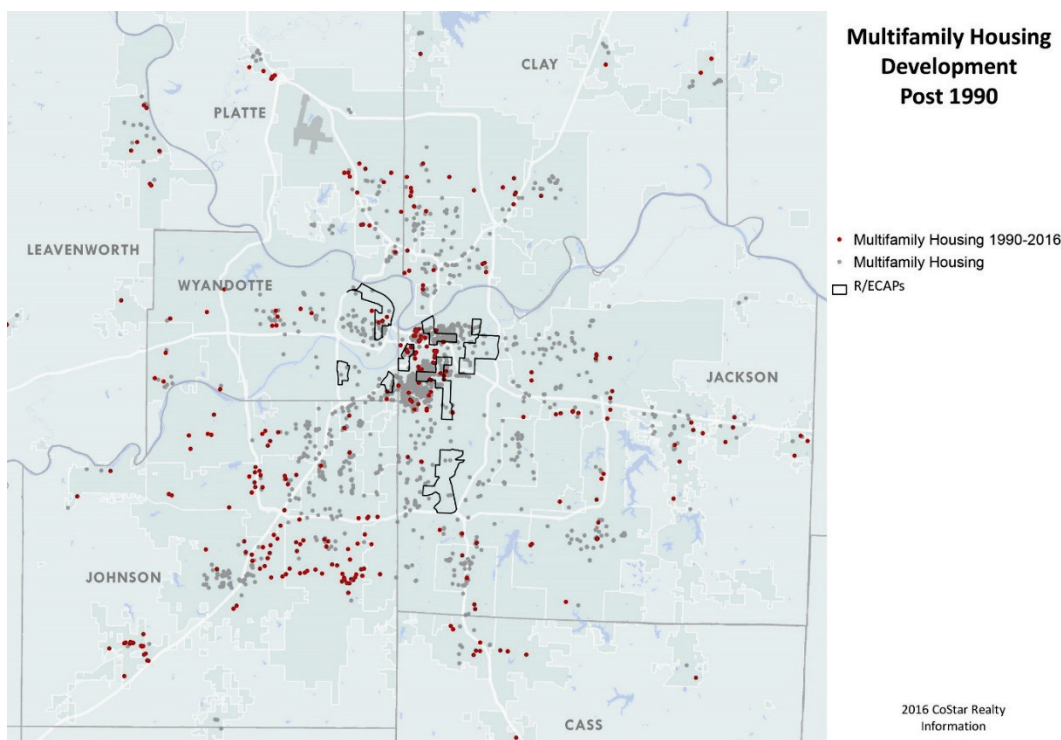 Multifamily Housing
Development
Post 1990
CLAY
PLATTE
LEAVENWORTH
WYANDOTTE
JACKSON
JOHNSON
CASS
Multifamily Housing 1990-2016
Multifamily Housing
R/ECAPs
2016 CoStar Realty
Information